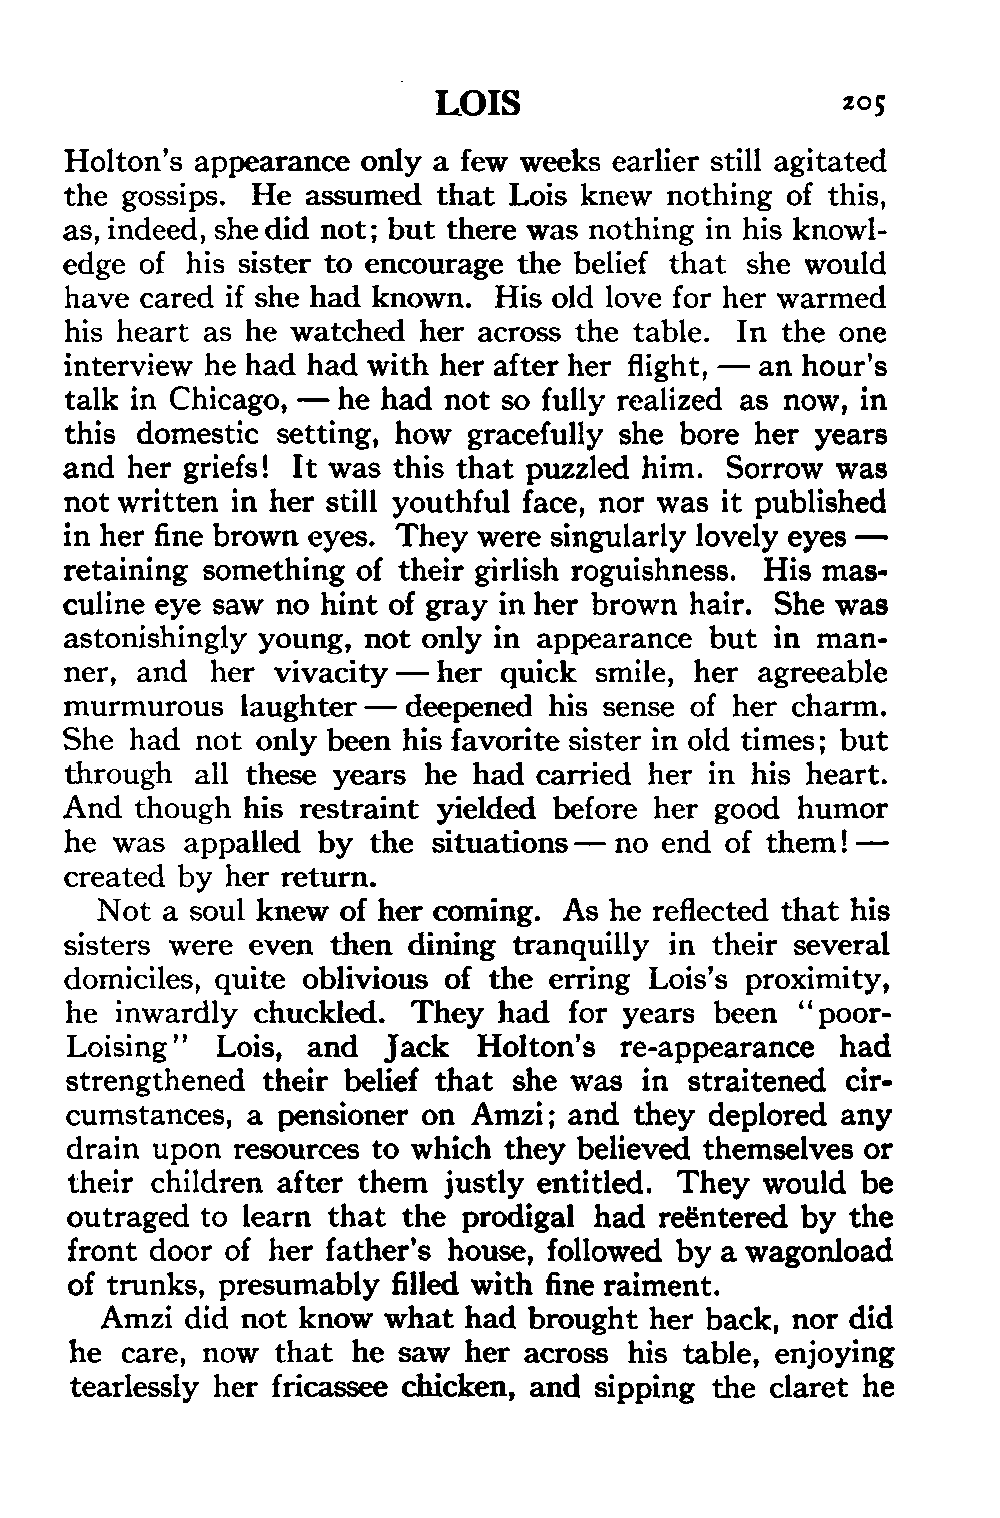 LOIS 205
Holton's appearance only a few weeks earlier still agitated
the gossips. He assumed that Lois knew nothing of this,
as, indeed, she did not; but there was nothing in his knowl-
edge of his sister to encourage the belief that she would
have cared if she had known. His old love for her warmed
his heart as he watched her across the table. In the one
interview he had had with her after her flight, — an hour's
talk in Chicago, — he had not so fully realized as now, in
this domestic setting, how gracefully she bore her years
and her griefs! It was this that puzzled him. Sorrow was
not written in her still youthful face, nor was it published
in her fine brown eyes. They were singularly lovely eyes —
retaining something of their girlish roguishness. His mas-
culine eye saw no hint of gray in her brown hair. She was
astonishingly young, not only in appearance but in man-
ner, and her vivacity — her quick smile, her agreeable
murmurous laughter — deepened his sense of her charm.
She had not only been his favorite sister in old times; but
through all these years he had carried her in his heart.
And though his restraint yielded before her good humor
he was appalled by the situations — no end of them! —
created by her return.
Not a soul knew of her coming. As he reflected that his
sisters were even then dining tranquilly in their several
domiciles, quite oblivious of the erring Lois's proximity,
he inwardly chuckled. They had for years been "poor-
Loising" Lois, and Jack Holton's re-appearance had
strengthened their belief that she was in straitened cir-
cumstances, a pensioner on Amzi; and they deplored any
drain upon resources to which they believed themselves or
their children after them justly entitled. They would be
outraged to learn that the prodigal had reëntered by the
front door of her father's house, followed by a wagonload
of trunks, presumably filled with fine raiment.
Amzi did not know what had brought her back, nor did
he care, now that he saw her across his table, enjoying
tearlessly her fricassee chicken, and sipping the claret he